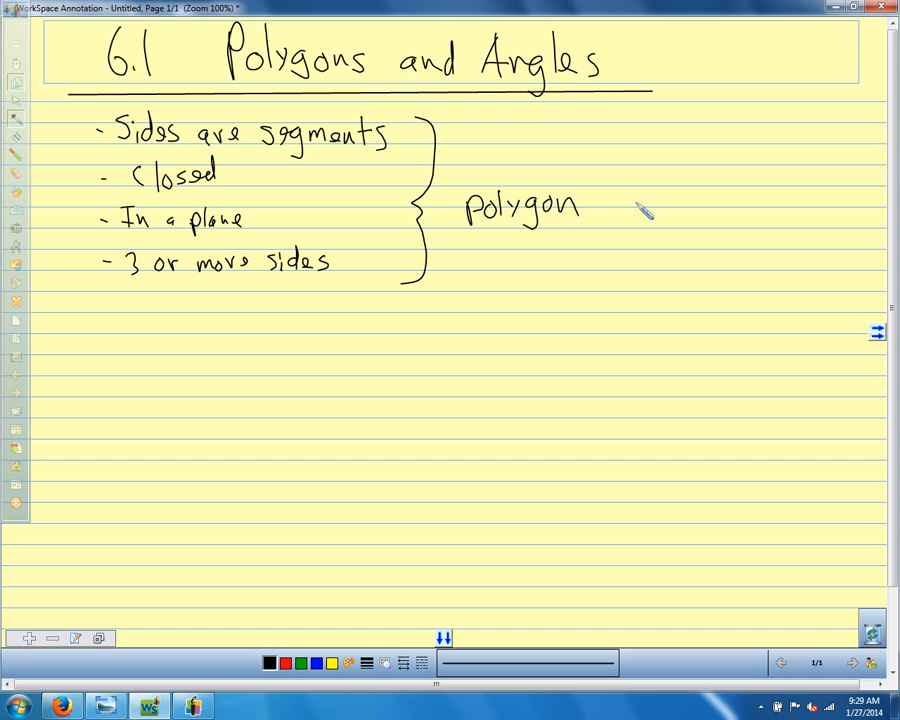 WorkSpace Annotation - Untitled, Page 1/1 (Zoom 100%) *
6.1 Polygons and Angles
- Sides are segments
- Closed
- In a plane
- 3 or more sides
polygon
1/1
9:29 AM
1/27/2014